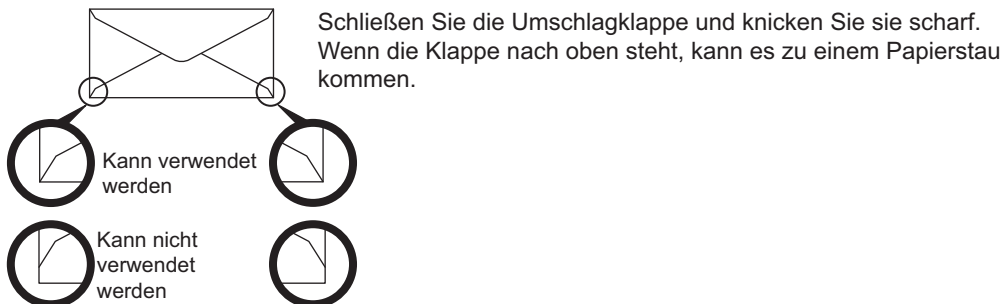 Schließen Sie die Umschlagklappe und knicken Sie sie scharf.
Wenn die Klappe nach oben steht, kann es zu einem Papierstau
kommen.
Kann verwendet
werden
Kann nicht
verwendet
werden